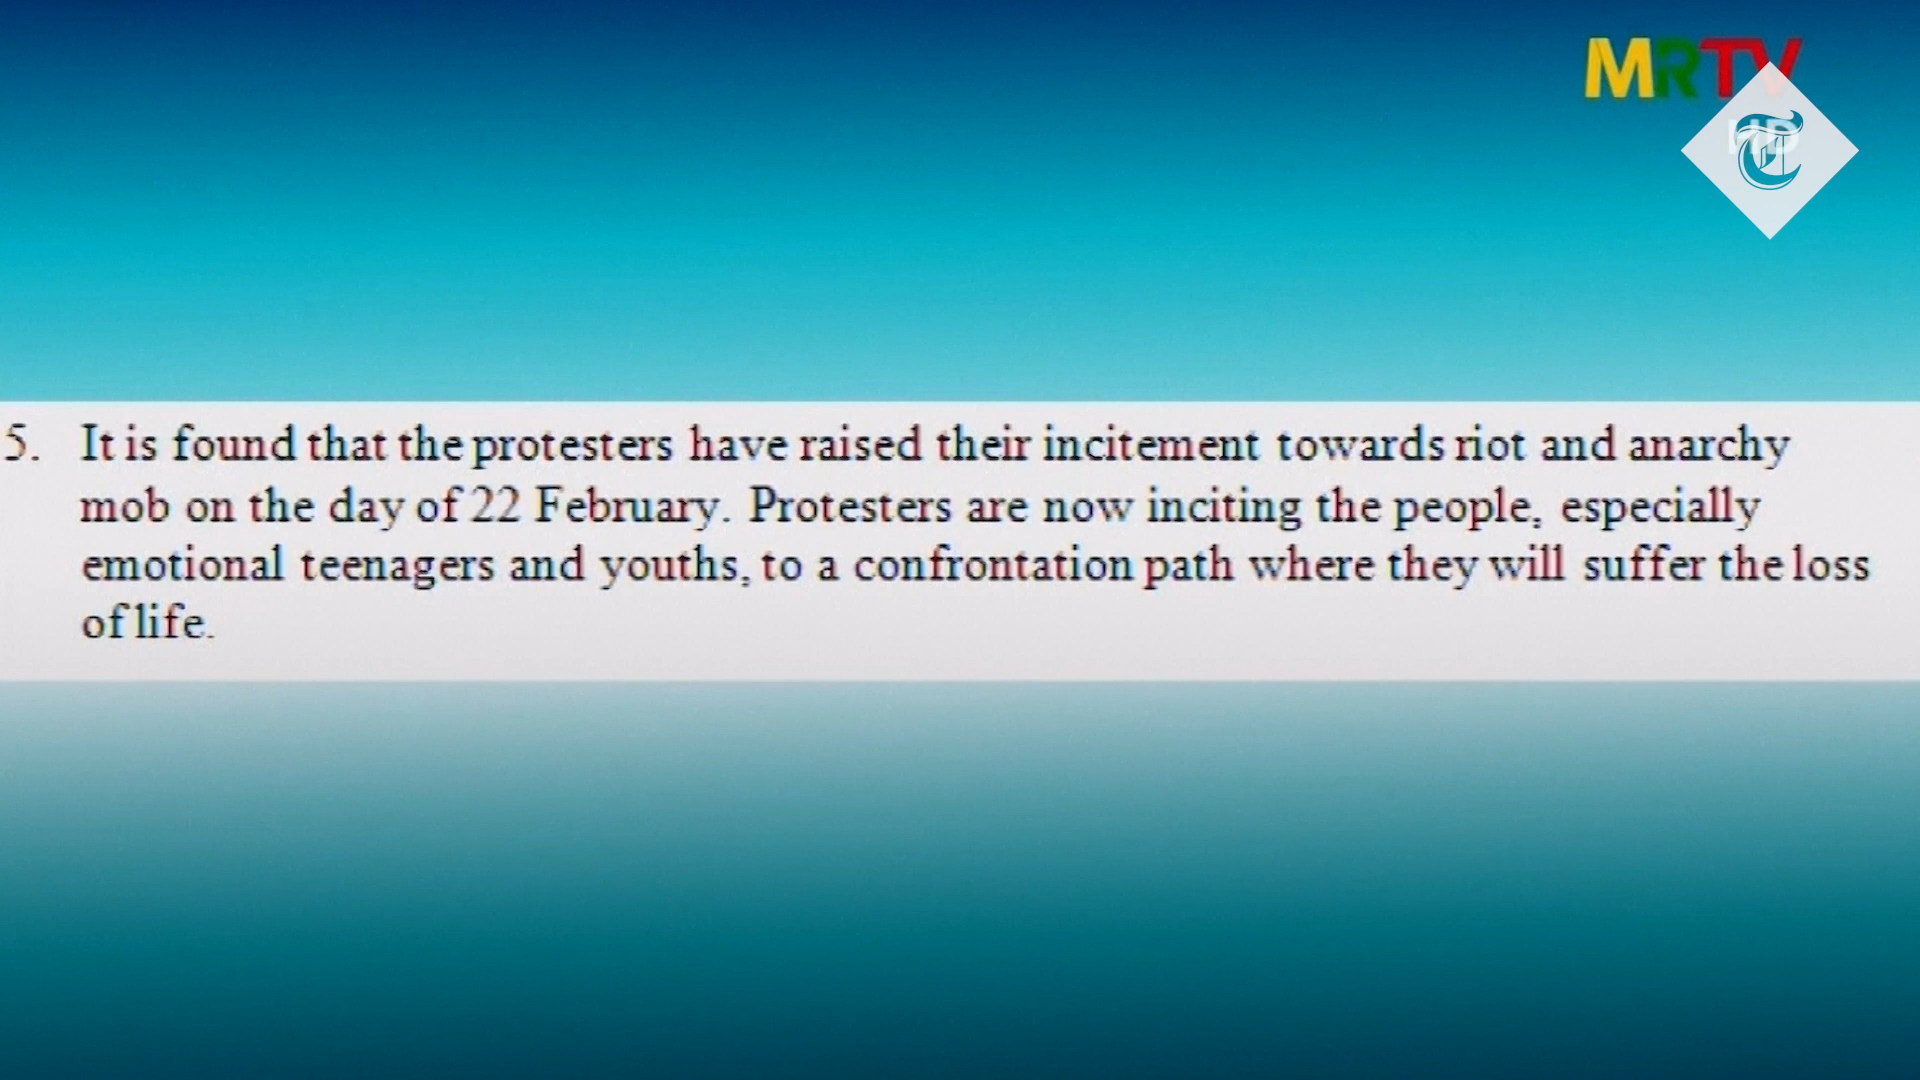 MRTV
HD
5. It is found that the protesters have raised their incitement towards riot and anarchy
mob on the day of 22 February. Protesters are now inciting the people, especially
emotional teenagers and youths, to a confrontation path where they will suffer the loss
of life.